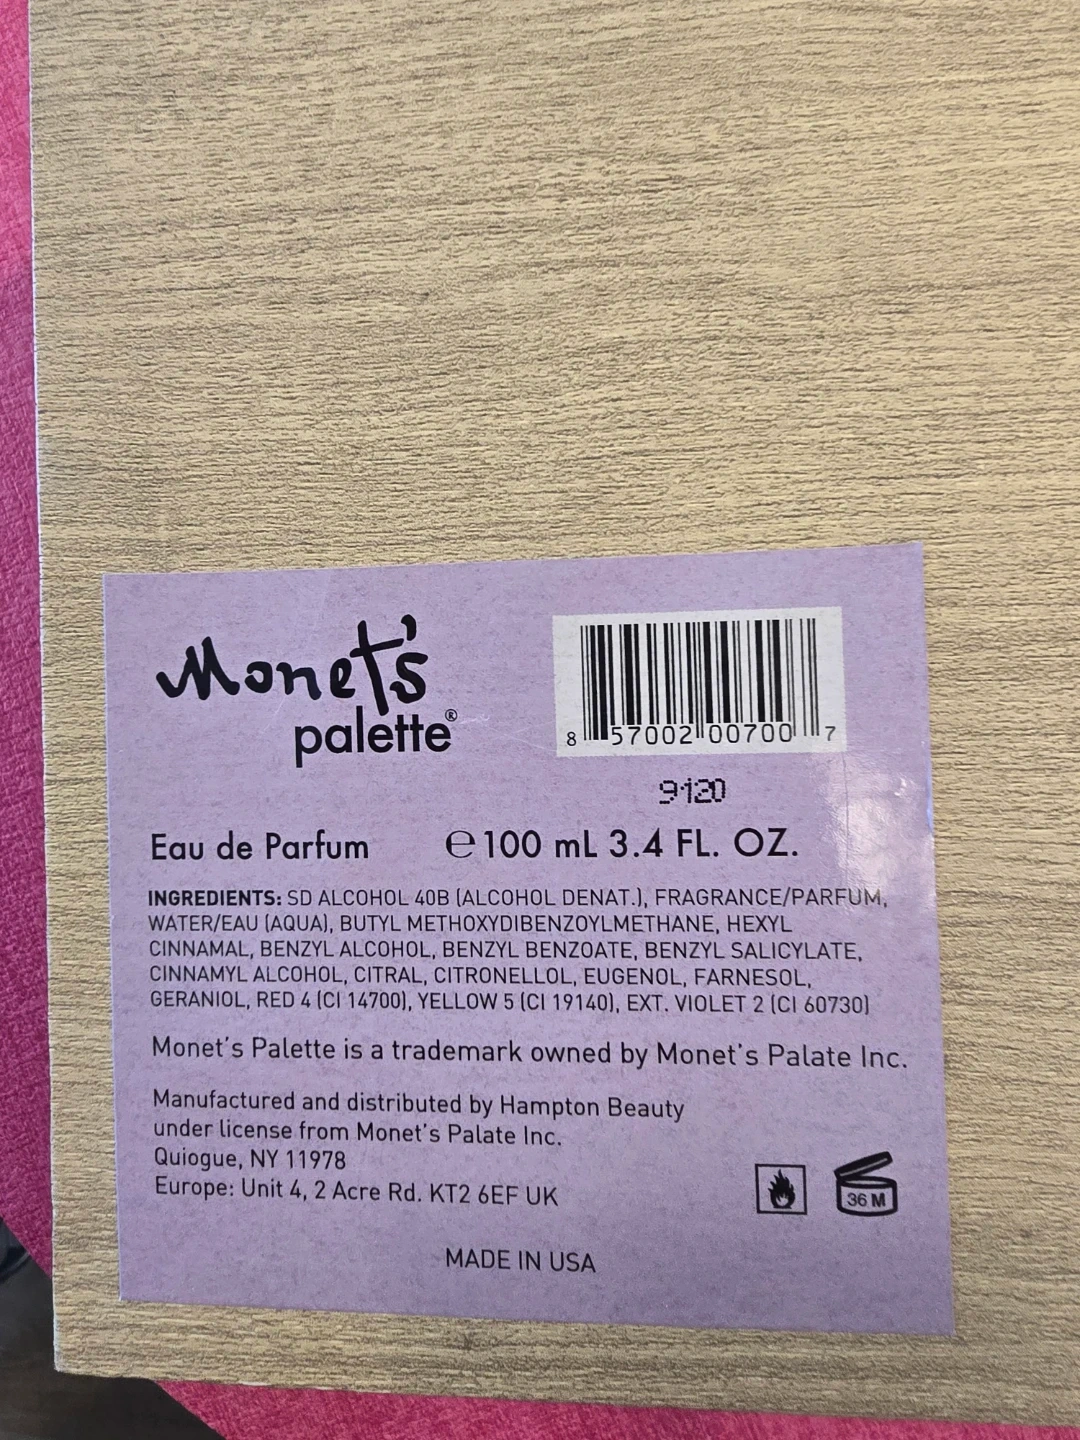 Monet's
palette®
8 57002 00700 7
9120
Eau de Parfum ℮ 100 mL 3.4 FL. OZ.
INGREDIENTS: SD ALCOHOL 40B (ALCOHOL DENAT.), FRAGRANCE/PARFUM,
WATER/EAU (AQUA), BUTYL METHOXYDIBENZOYLMETHANE, HEXYL
CINNAMAL, BENZYL ALCOHOL, BENZYL BENZOATE, BENZYL SALICYLATE,
CINNAMYL ALCOHOL, CITRAL, CITRONELLOL, EUGENOL, FARNESOL,
GERANIOL, RED 4 (CI 14700), YELLOW 5 (CI 19140), EXT. VIOLET 2 (CI 60730)
Monet's Palette is a trademark owned by Monet's Palate Inc.
Manufactured and distributed by Hampton Beauty
under license from Monet's Palate Inc.
Quiogue, NY 11978
Europe: Unit 4, 2 Acre Rd. KT2 6EF UK
36 M
MADE IN USA